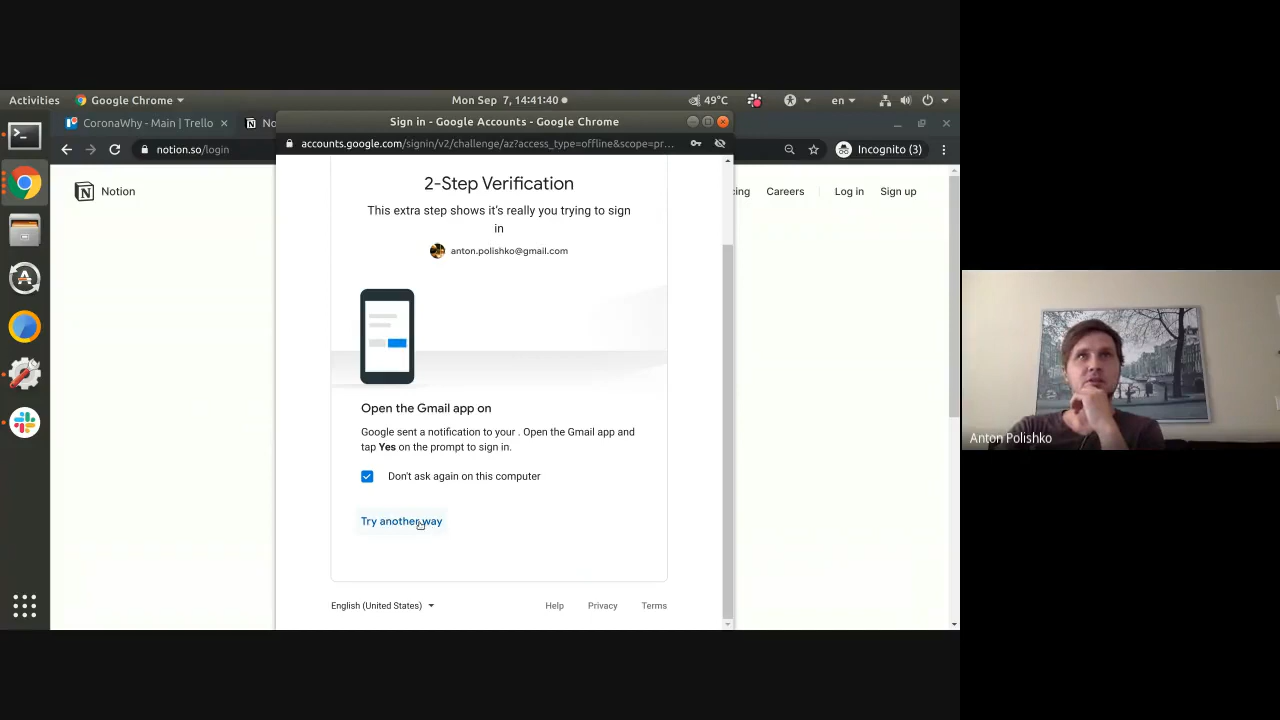 Activities
Google Chrome
Mon Sep 7, 14:41:40
49°C
en
CoronaWhy - Main | Trello
No
Sign in - Google Accounts - Google Chrome
notion.so/login
accounts.google.com/signin/v2/challenge/az?access_type=offline&scope=pr...
Incognito (3)
Notion
cing
Careers
Log in
Sign up
2-Step Verification
This extra step shows it's really you trying to sign
in
anton.polishko@gmail.com
Open the Gmail app on
Google sent a notification to your . Open the Gmail app and
tap Yes on the prompt to sign in.
Don't ask again on this computer
Try another way
English (United States)
Help
Privacy
Terms
Anton Polishko